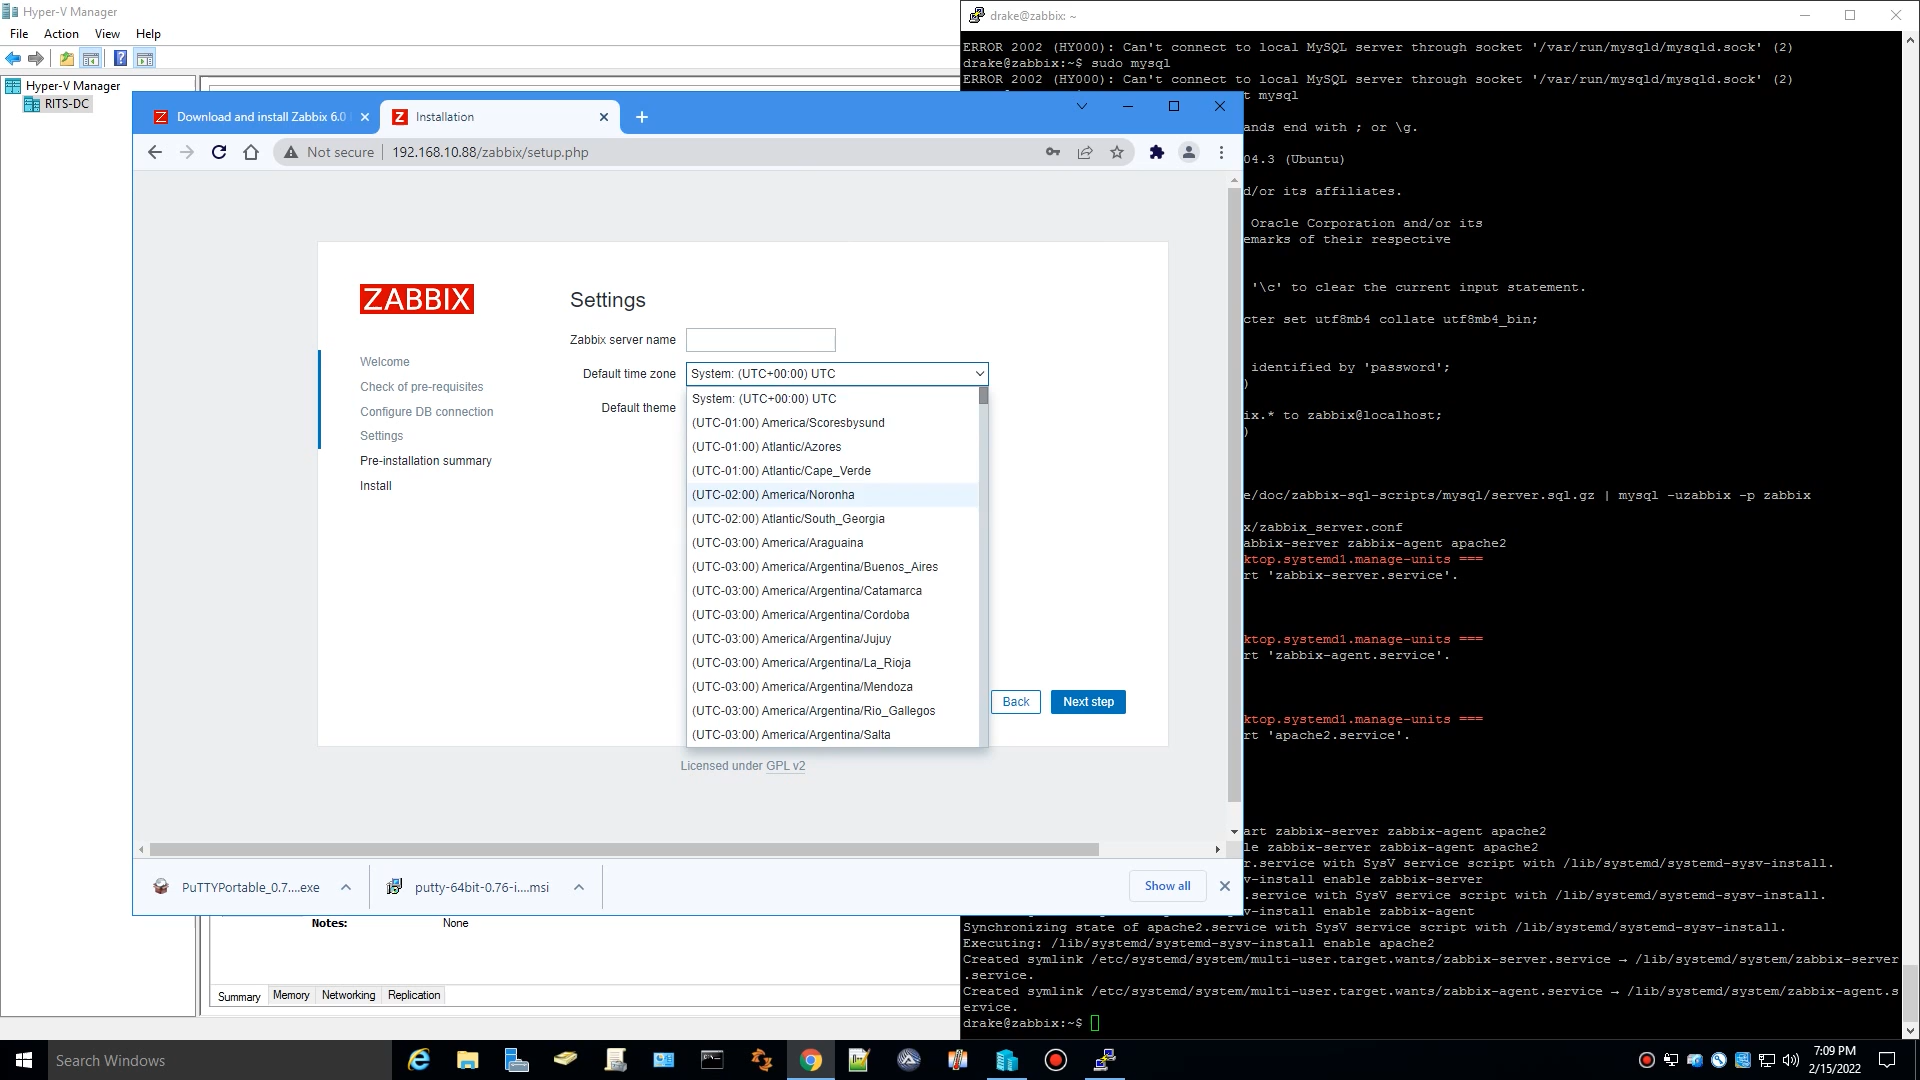 Hyper-V Manager
File Action View Help
Hyper-V Manager
RITS-DC
drake@zabbix: ~
ERROR 2002 (HY000): Can't connect to local MySQL server through socket '/var/run/mysqld/mysqld.sock' (2)
drake@zabbix:~$ sudo mysql
ERROR 2002 (HY000): Can't connect to local MySQL server through socket '/var/run/mysqld/mysqld.sock' (2)
t mysql
ands end with ; or \g.
04.3 (Ubuntu)
d/or its affiliates.
Oracle Corporation and/or its
emarks of their respective
'\c' to clear the current input statement.
cter set utf8mb4 collate utf8mb4_bin;
identified by 'password';
)
ix.* to zabbix@localhost;
)
e/doc/zabbix-sql-scripts/mysql/server.sql.gz | mysql -uzabbix -p zabbix
x/zabbix_server.conf
abbix-server zabbix-agent apache2
ktop.systemd1.manage-units ===
rt 'zabbix-server.service'.
ktop.systemd1.manage-units ===
rt 'zabbix-agent.service'.
ktop.systemd1.manage-units ===
rt 'apache2.service'.
art zabbix-server zabbix-agent apache2
le zabbix-server zabbix-agent apache2
r.service with SysV service script with /lib/systemd/systemd-sysv-install.
v-install enable zabbix-server
.service with SysV service script with /lib/systemd/systemd-sysv-install.
v-install enable zabbix-agent
Synchronizing state of apache2.service with SysV service script with /lib/systemd/systemd-sysv-install.
Executing: /lib/systemd/systemd-sysv-install enable apache2
Created symlink /etc/systemd/system/multi-user.target.wants/zabbix-server.service → /lib/systemd/system/zabbix-server
.service.
Created symlink /etc/systemd/system/multi-user.target.wants/zabbix-agent.service → /lib/systemd/system/zabbix-agent.s
ervice.
drake@zabbix:~$
Download and install Zabbix 6.0
Installation
Not secure
192.168.10.88/zabbix/setup.php
ZABBIX
Welcome
Check of pre-requisites
Configure DB connection
Settings
Pre-installation summary
Install
Settings
Zabbix server name
Default time zone System: (UTC+00:00) UTC
Default theme
System: (UTC+00:00) UTC
(UTC-01:00) America/Scoresbysund
(UTC-01:00) Atlantic/Azores
(UTC-01:00) Atlantic/Cape_Verde
(UTC-02:00) America/Noronha
(UTC-02:00) Atlantic/South_Georgia
(UTC-03:00) America/Araguaina
(UTC-03:00) America/Argentina/Buenos_Aires
(UTC-03:00) America/Argentina/Catamarca
(UTC-03:00) America/Argentina/Cordoba
(UTC-03:00) America/Argentina/Jujuy
(UTC-03:00) America/Argentina/La_Rioja
(UTC-03:00) America/Argentina/Mendoza
(UTC-03:00) America/Argentina/Rio_Gallegos
(UTC-03:00) America/Argentina/Salta
Back Next step
Licensed under GPL v2
PuTTYPortable_0.7....exe
putty-64bit-0.76-i....msi
Show all
Notes: None
Summary Memory Networking Replication
Search Windows
7:09 PM
2/15/2022